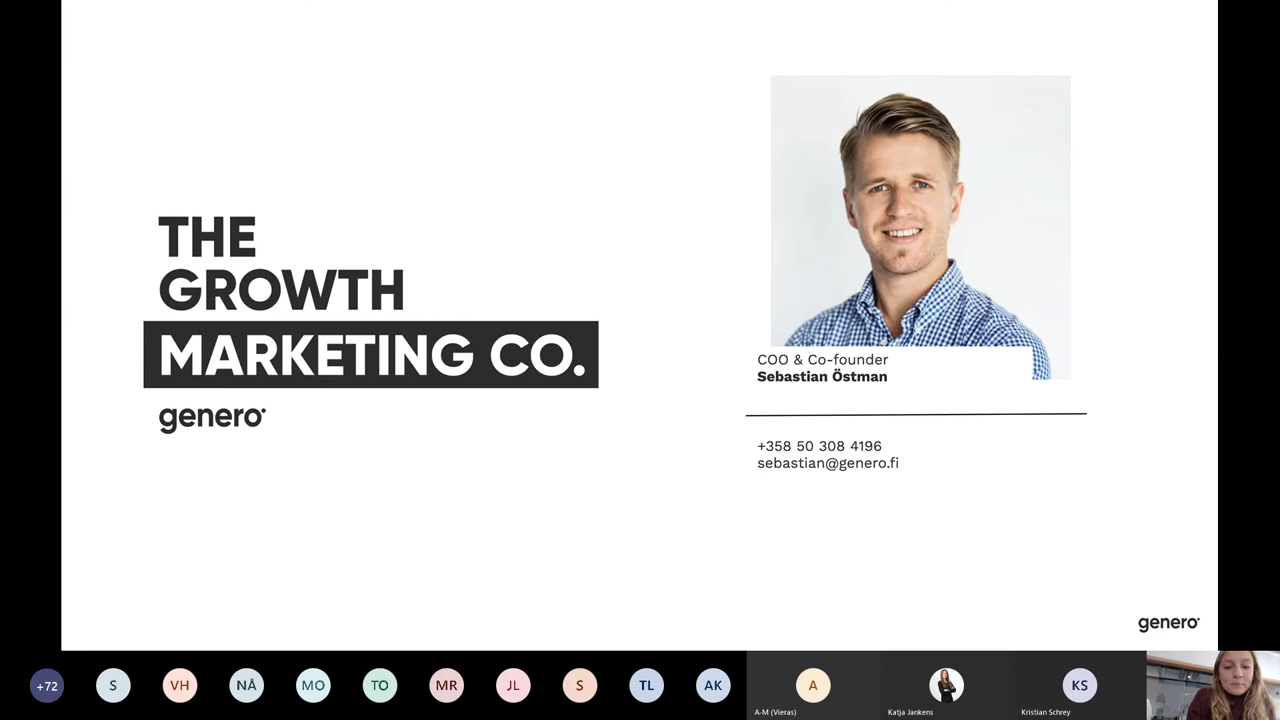 THE
GROWTH
MARKETING CO.
genero
COO & Co-founder
Sebastian Östman
+358 50 308 4196
sebastian@genero.fi
genero
+72
S
VH
NÅ
MO
TO
MR
JL
S
TL
AK
A
KS
A-M (Vieras)
Katja Jankens
Kristian Schrey